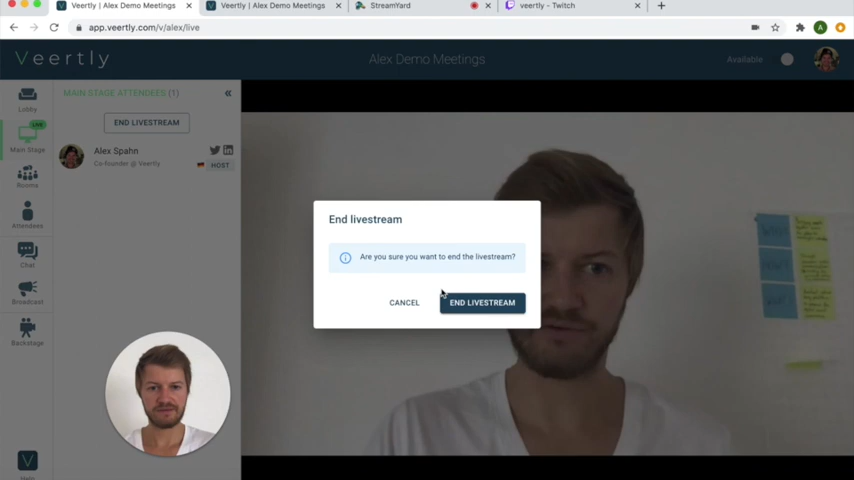 Veertly | Alex Demo Meetings
Veertly | Alex Demo Meetings
StreamYard
veertly - Twitch
app.veertly.com/v/alex/live
A
Veertly
Alex Demo Meetings
Available
MAIN STAGE ATTENDEES (1)
END LIVESTREAM
Alex Spahn
Co-founder @ Veertly
HOST
Lobby
LIVE
Main Stage
Rooms
Attendees
Chat
Broadcast
Backstage
Help
End livestream
Are you sure you want to end the livestream?
CANCEL
END LIVESTREAM